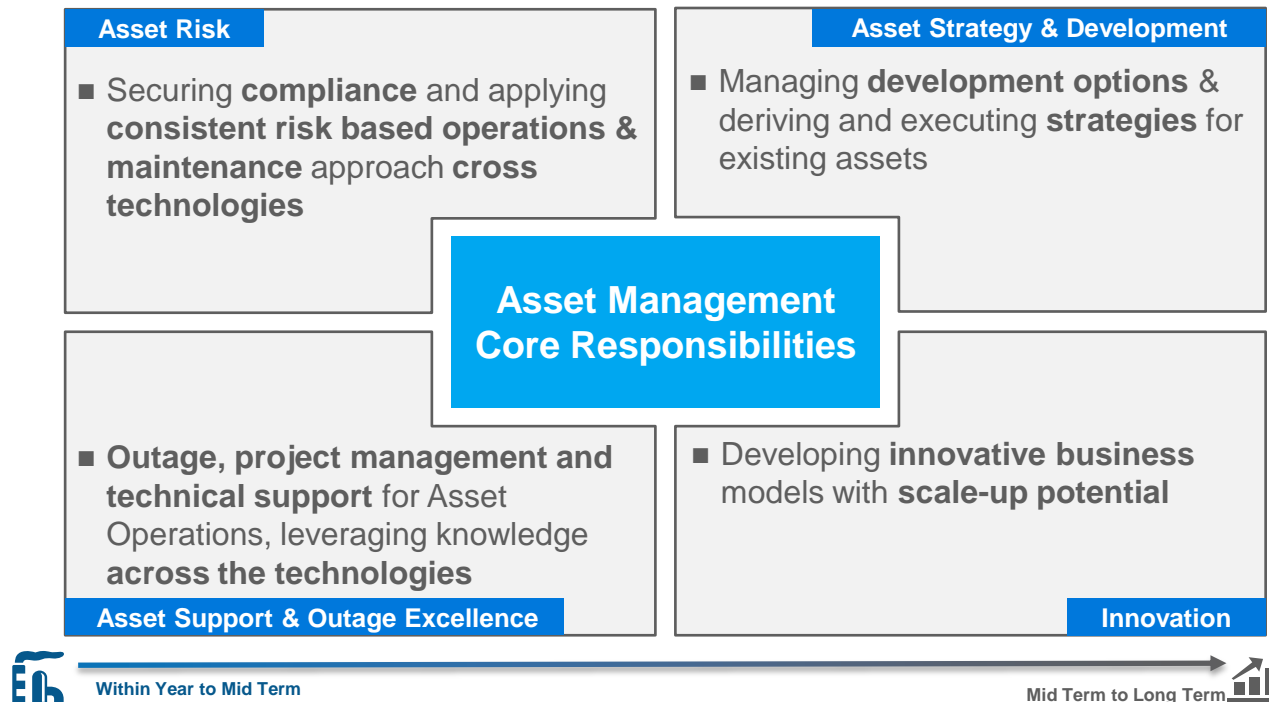 Asset Risk
■ Securing compliance and applying
consistent risk based operations &
maintenance approach cross
technologies
Asset Strategy & Development
■ Managing development options &
deriving and executing strategies for
existing assets
Asset Management
Core Responsibilities
■ Outage, project management and
technical support for Asset
Operations, leveraging knowledge
across the technologies
Asset Support & Outage Excellence
■ Developing innovative business
models with scale-up potential
Innovation
Within Year to Mid Term
Mid Term to Long Term